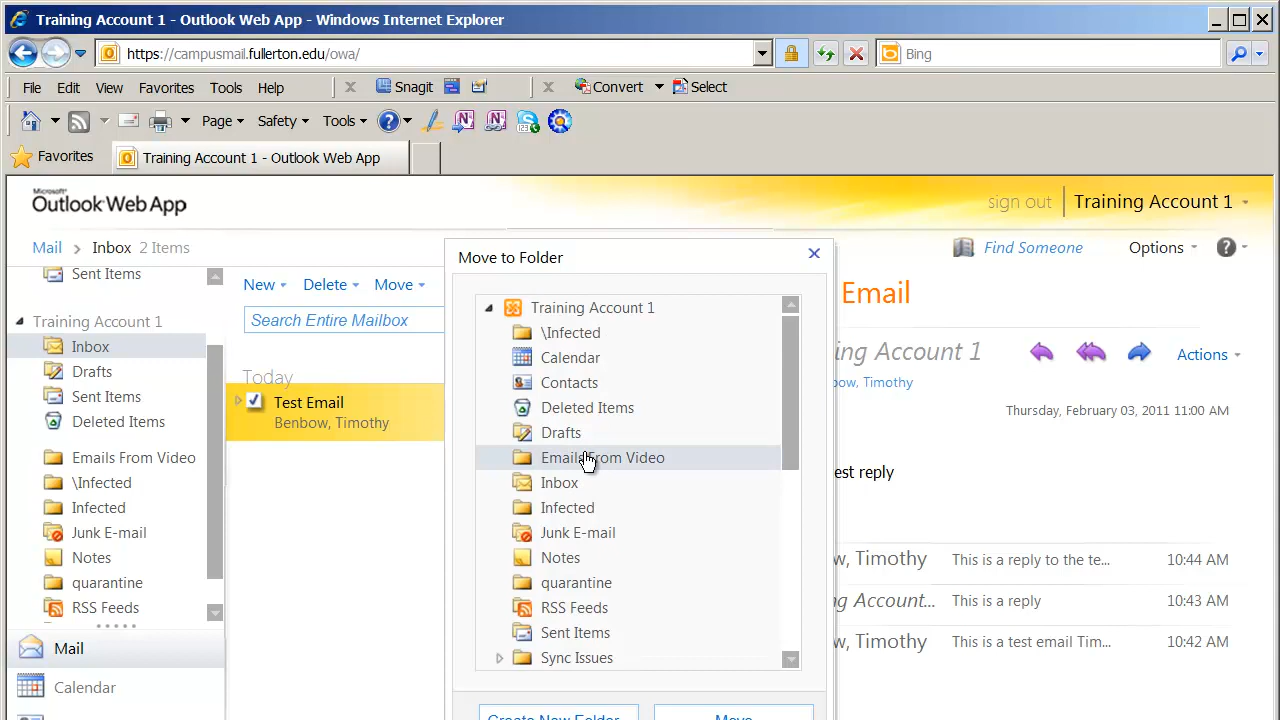 Training Account 1 - Outlook Web App - Windows Internet Explorer
https://campusmail.fullerton.edu/owa/
Bing
File Edit View Favorites Tools Help
Snagit
Convert Select
Page Safety Tools
Favorites
Training Account 1 - Outlook Web App
Microsoft
Outlook Web App
sign out Training Account 1
Mail > Inbox 2 Items
Find Someone Options
Sent Items
Training Account 1
Inbox
Drafts
Sent Items
Deleted Items
Emails From Video
\Infected
Infected
Junk E-mail
Notes
quarantine
RSS Feeds
Mail
Calendar
New Delete Move
Search Entire Mailbox
Today
Test Email
Benbow, Timothy
Move to Folder
Training Account 1
\Infected
Calendar
Contacts
Deleted Items
Drafts
Emails From Video
Inbox
Infected
Junk E-mail
Notes
quarantine
RSS Feeds
Sent Items
Sync Issues
Create New Folder... Move
Email
ing Account 1
Actions
ow, Timothy
Thursday, February 03, 2011 11:00 AM
est reply
w, Timothy This is a reply to the te... 10:44 AM
g Account... This is a reply 10:43 AM
w, Timothy This is a test email Tim... 10:42 AM